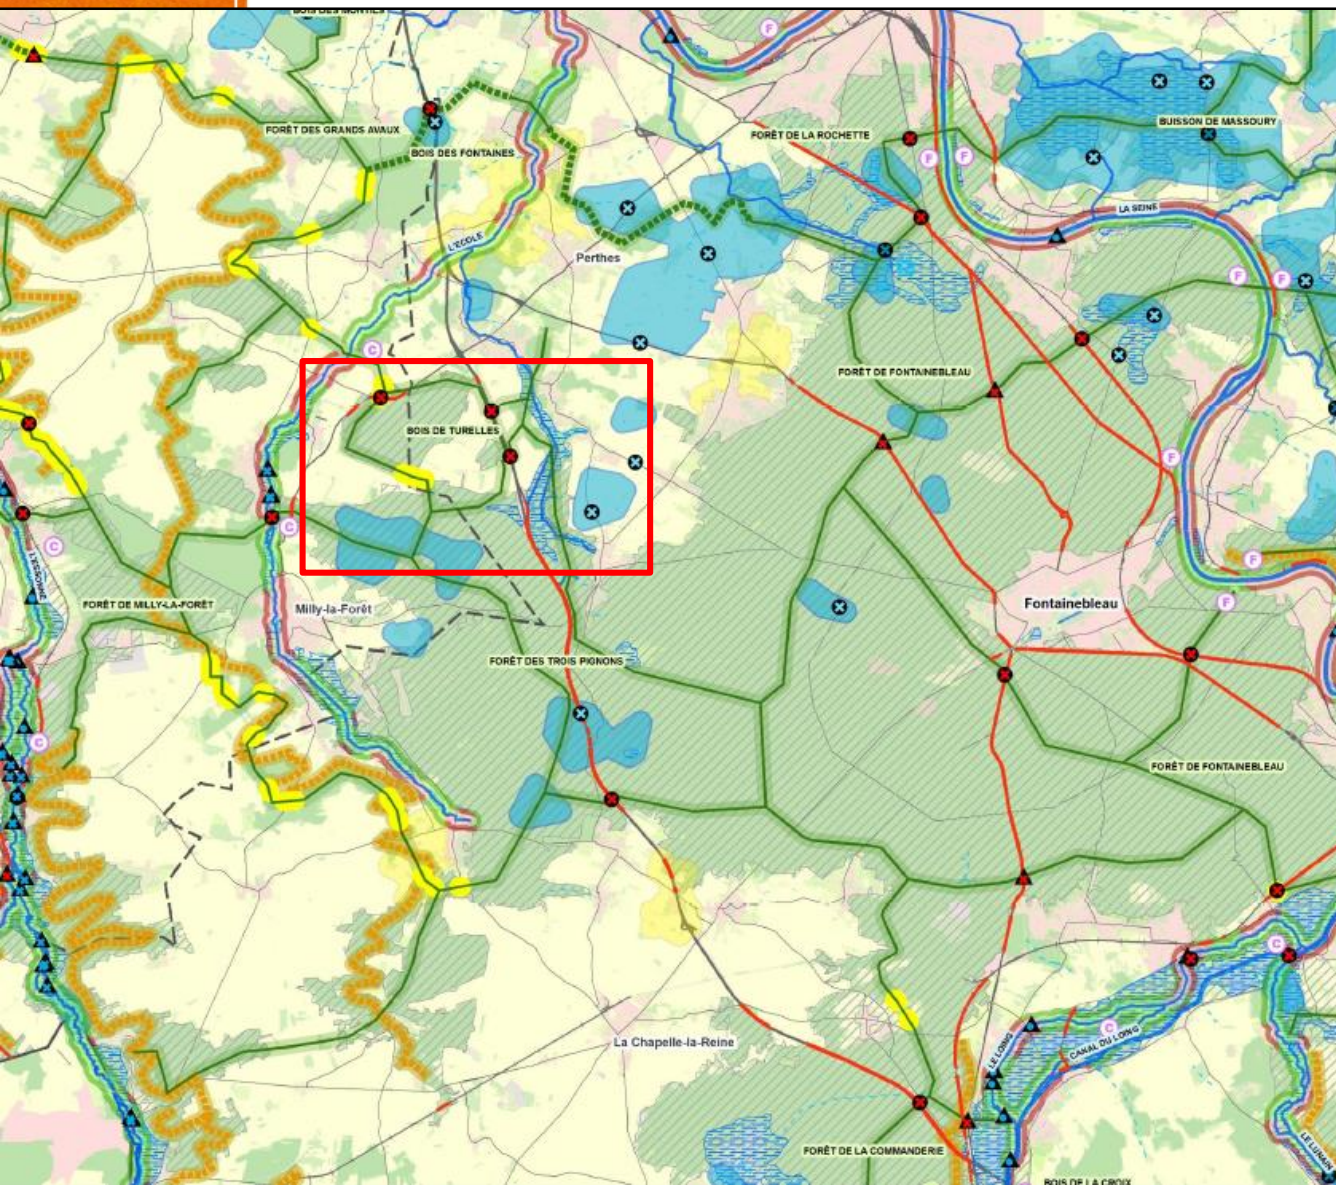 BOIS DES MONTILS
F
FORÊT DES GRANDS AVAUX
BOIS DES FONTAINES
FORÊT DE LA ROCHETTE
BUISSON DE MASSOURY
F
F
LA SEINE
L'ECOLE
Perthes
F
F
C
FORÊT DE FONTAINEBLEAU
BOIS DE TURELLES
F
C
C
L'ESSONNE
F
FORÊT DE MILLY-LA-FORÊT
Milly-la-Forêt
Fontainebleau
F
FORÊT DES TROIS PIGNONS
C
FORÊT DE FONTAINEBLEAU
C
La Chapelle-la-Reine
C
LE LOING
CANAL DU LOING
FORÊT DE LA COMMANDERIE
LE LUNAIN
BOIS DE LA CROIX